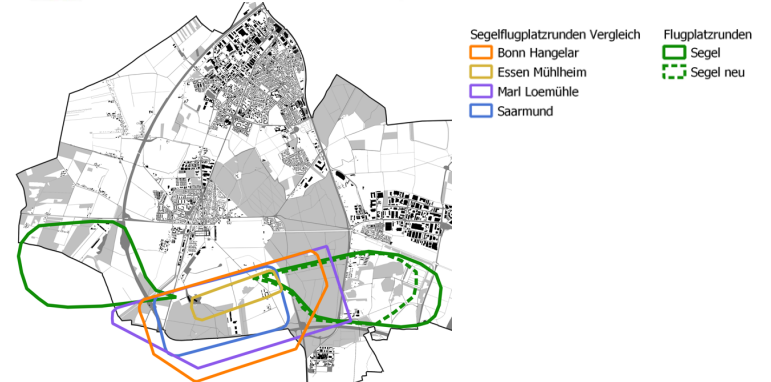 Segelflugplatzrunden Vergleich
Bonn Hangelar
Essen Mühlheim
Marl Loemühle
Saarmund
Flugplatzrunden
Segel
Segel neu